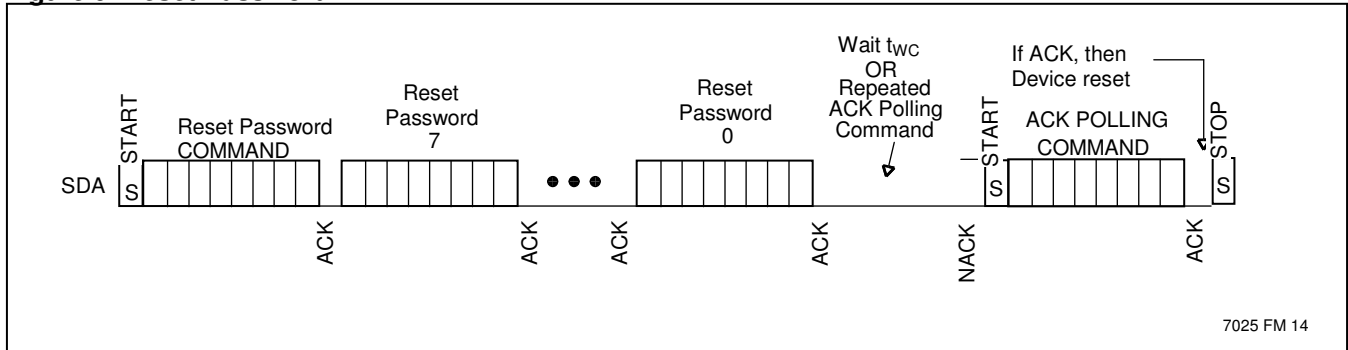 Wait tWC
OR
Repeated
ACK Polling
Command
If ACK, then
Device reset
START
Reset Password
COMMAND
Reset
Password
7
Reset
Password
0
START
ACK POLLING
COMMAND
STOP
SDA
S
S
S
ACK
ACK
ACK
ACK
NACK
ACK
7025 FM 14